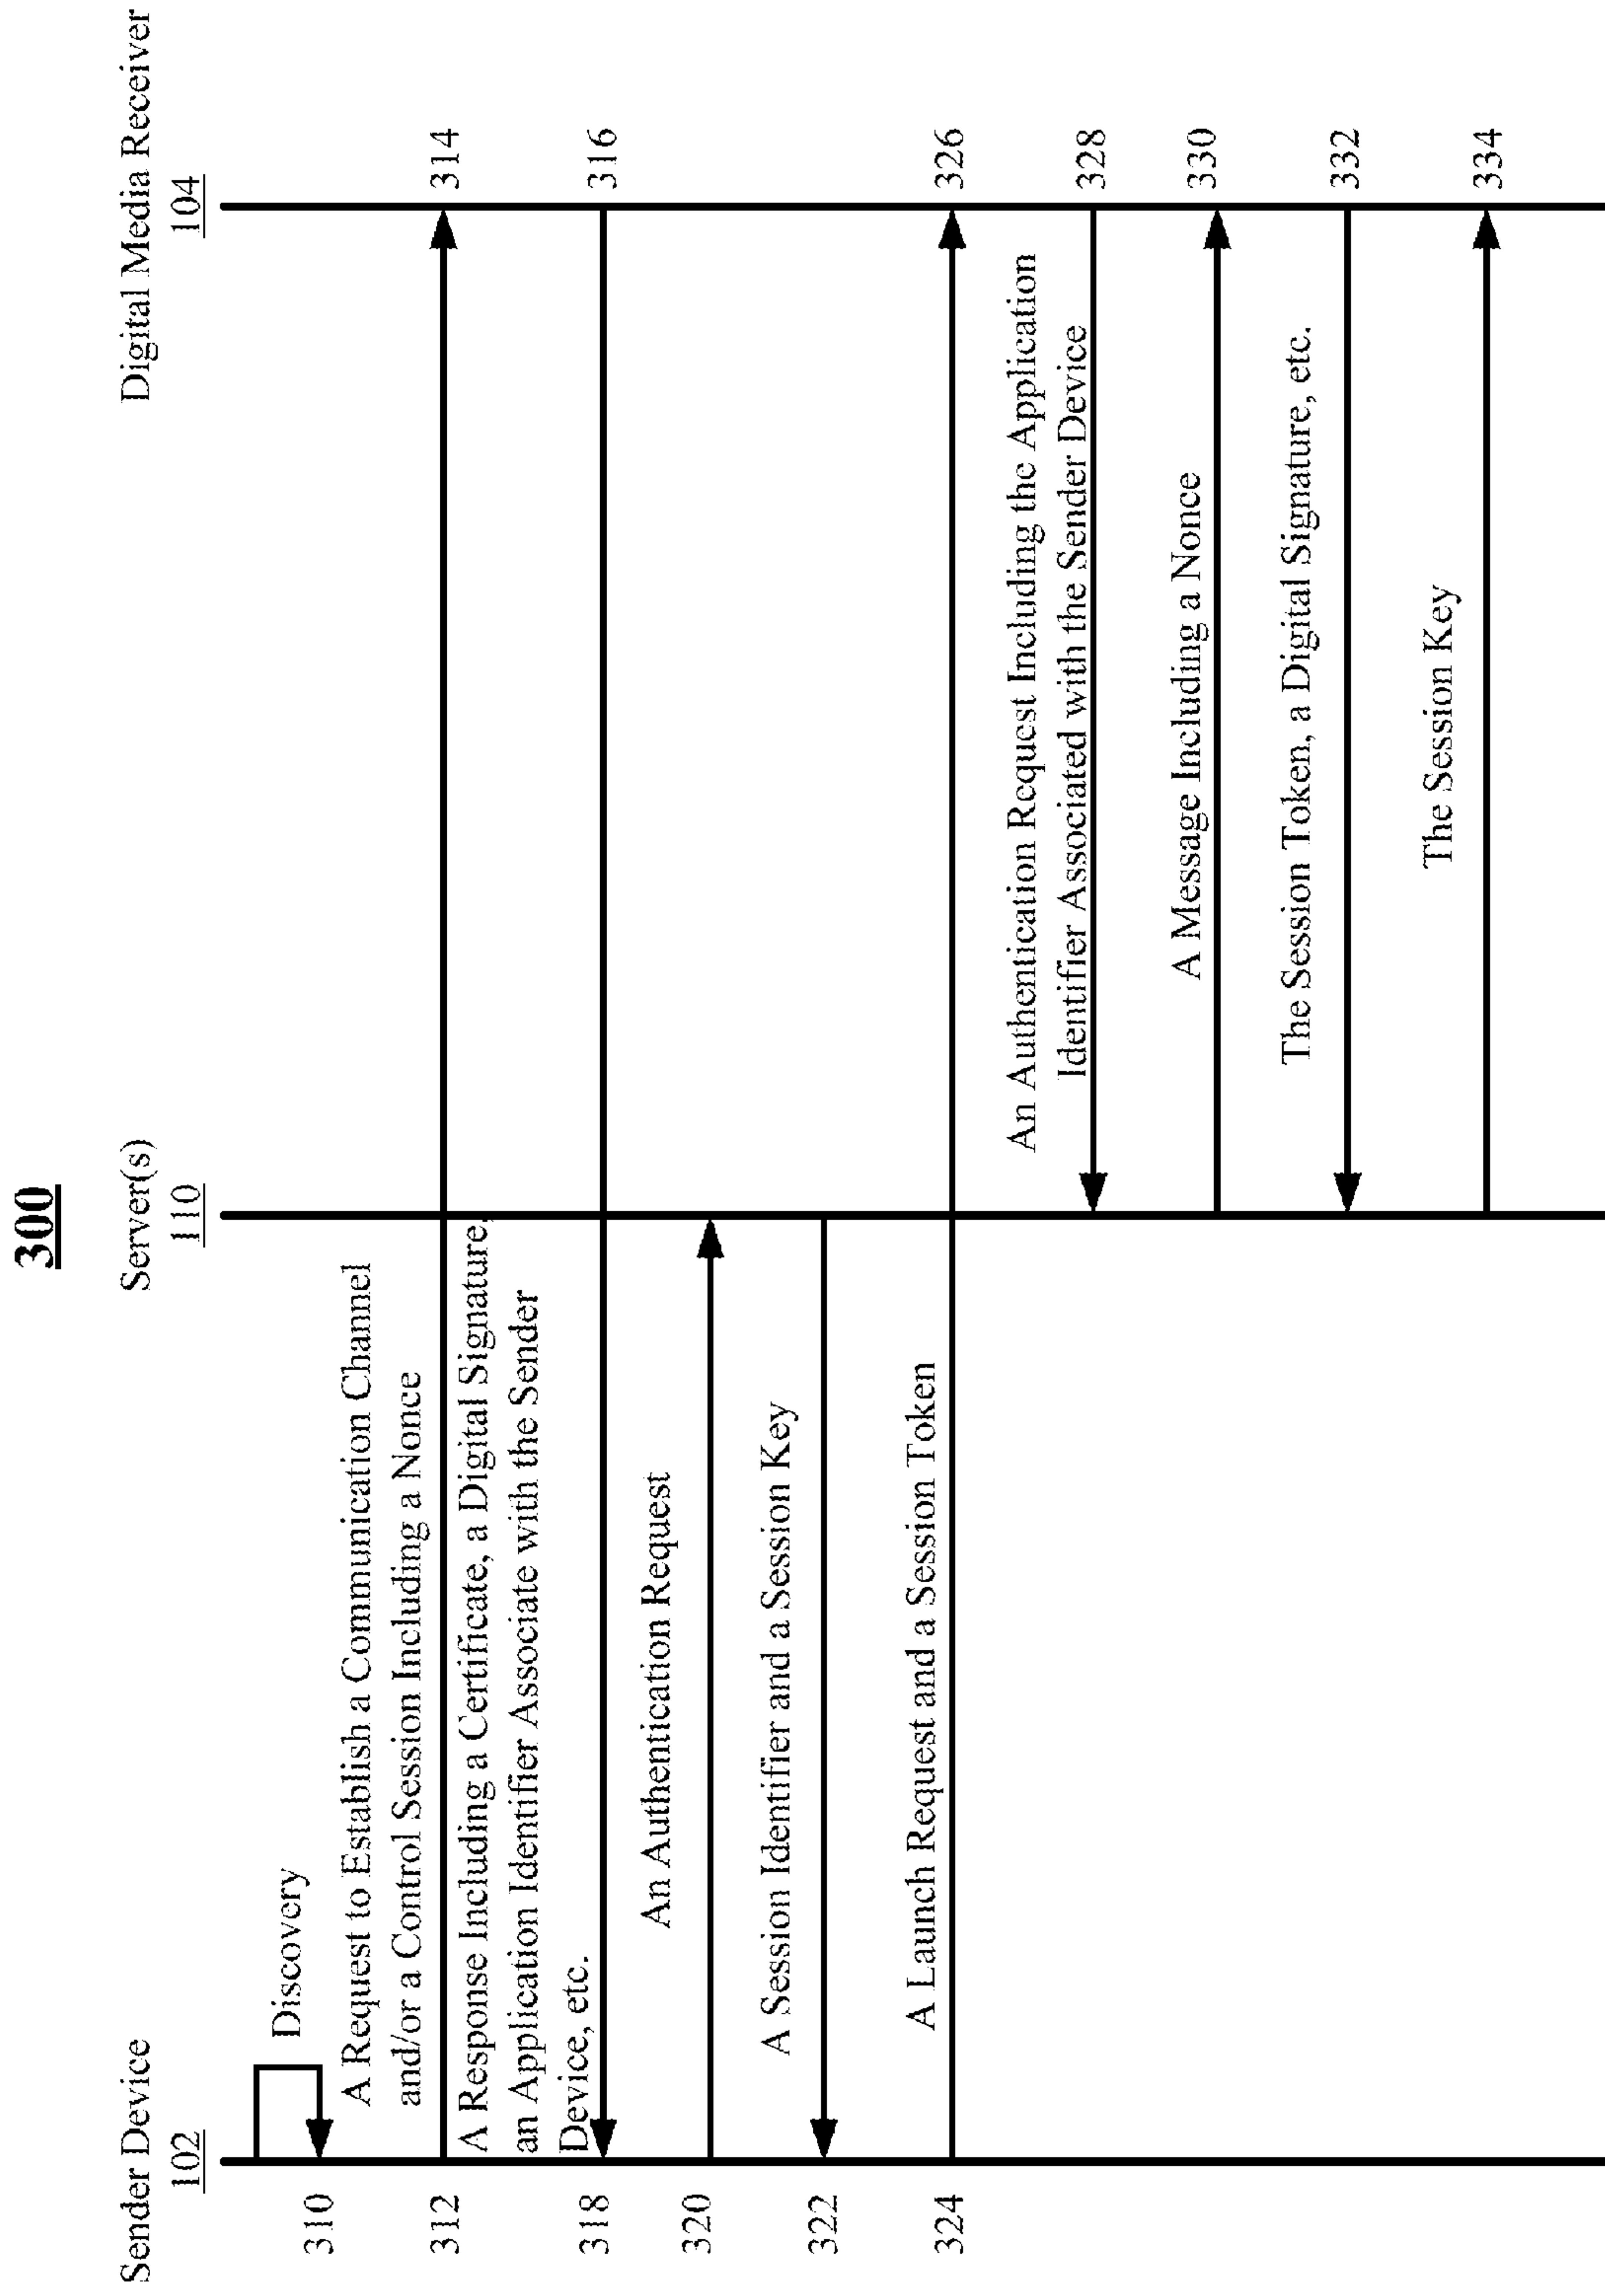 300
Sender Device
102
Server(s)
110
Digital Media Receiver
104
Discovery
310
A Request to Establish a Communication Channel
and/or a Control Session Including a Nonce
312
314
A Response Including a Certificate, a Digital Signature,
an Application Identifier Associate with the Sender
Device, etc.
318
316
An Authentication Request
320
A Session Identifier and a Session Key
322
A Launch Request and a Session Token
324
326
An Authentication Request Including the Application
Identifier Associated with the Sender Device
328
A Message Including a Nonce
330
The Session Token, a Digital Signature, etc.
332
The Session Key
334